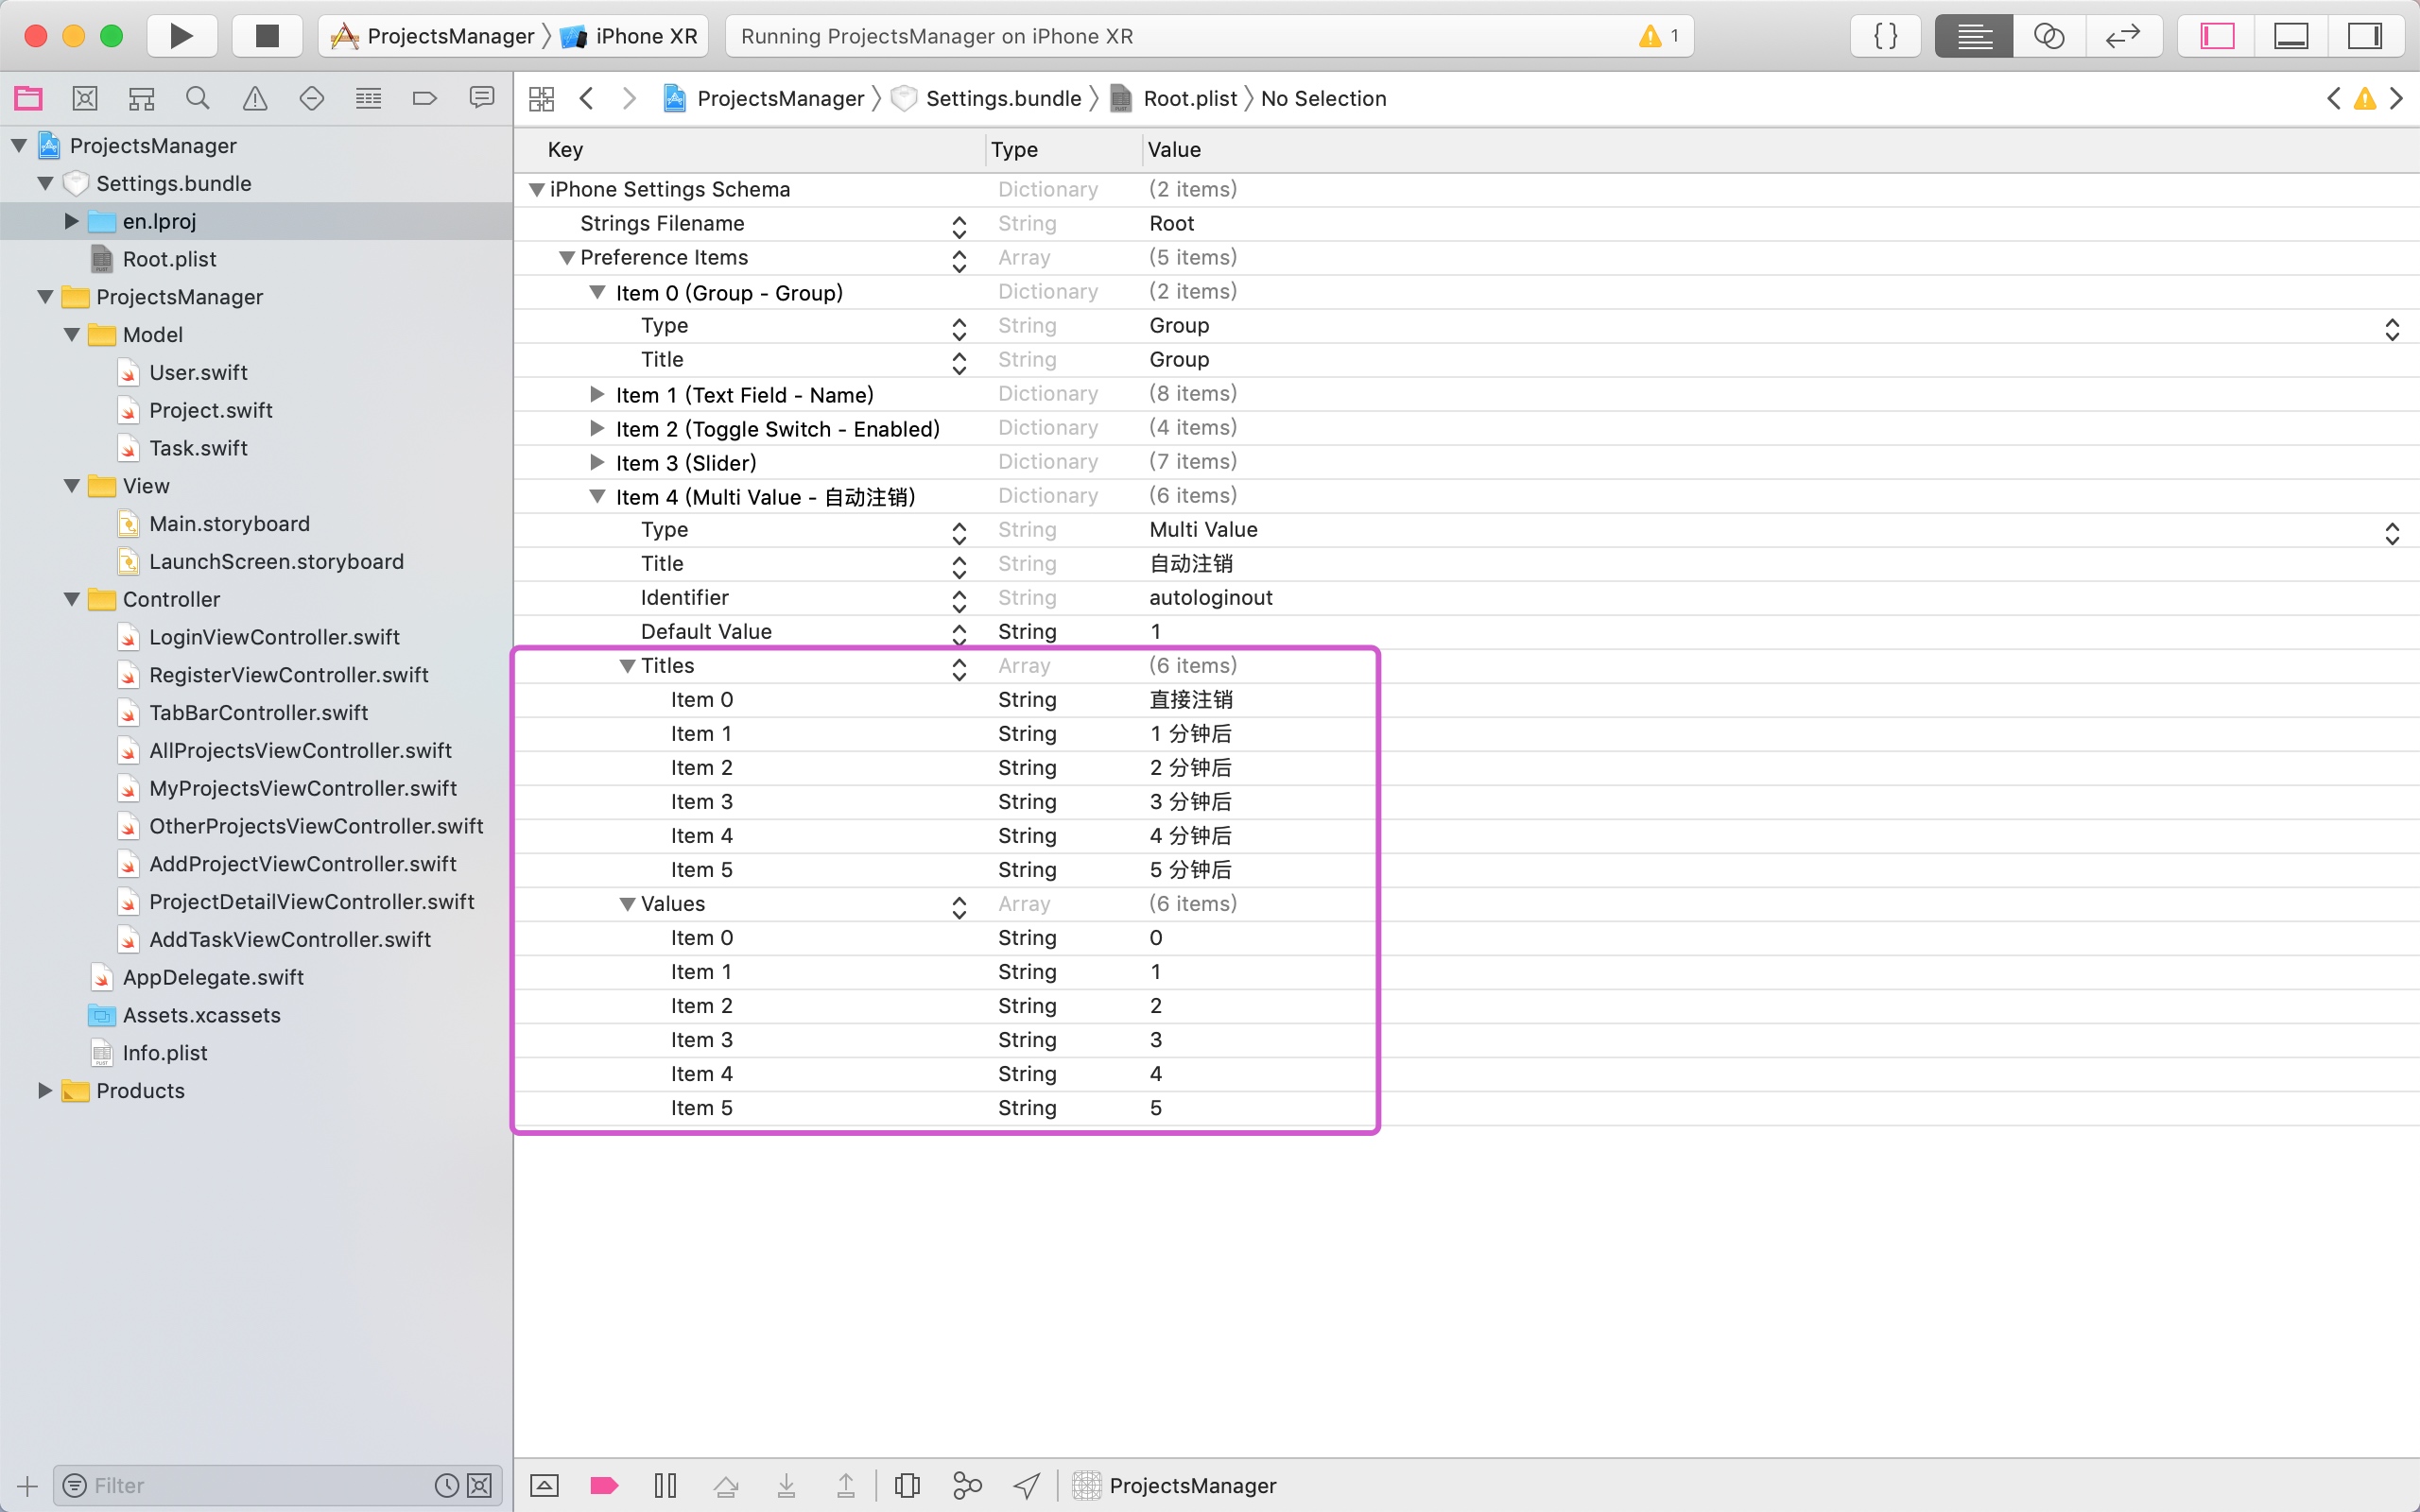 ProjectsManager iPhone XR Running ProjectsManager on iPhone XR 1
ProjectsManager Settings.bundle Root.plist No Selection
ProjectsManager
Settings.bundle
en.lproj
Root.plist
ProjectsManager
Model
User.swift
Project.swift
Task.swift
View
Main.storyboard
LaunchScreen.storyboard
Controller
LoginViewController.swift
RegisterViewController.swift
TabBarController.swift
AllProjectsViewController.swift
MyProjectsViewController.swift
OtherProjectsViewController.swift
AddProjectViewController.swift
ProjectDetailViewController.swift
AddTaskViewController.swift
AppDelegate.swift
Assets.xcassets
Info.plist
Products
Filter
Key Type Value
iPhone Settings Schema Dictionary (2 items)
Strings Filename String Root
Preference Items Array (5 items)
Item 0 (Group - Group) Dictionary (2 items)
Type String Group
Title String Group
Item 1 (Text Field - Name) Dictionary (8 items)
Item 2 (Toggle Switch - Enabled) Dictionary (4 items)
Item 3 (Slider) Dictionary (7 items)
Item 4 (Multi Value - 自动注销) Dictionary (6 items)
Type String Multi Value
Title String 自动注销
Identifier String autologinout
Default Value String 1
Titles Array (6 items)
Item 0 String 直接注销
Item 1 String 1 分钟后
Item 2 String 2 分钟后
Item 3 String 3 分钟后
Item 4 String 4 分钟后
Item 5 String 5 分钟后
Values Array (6 items)
Item 0 String 0
Item 1 String 1
Item 2 String 2
Item 3 String 3
Item 4 String 4
Item 5 String 5
ProjectsManager